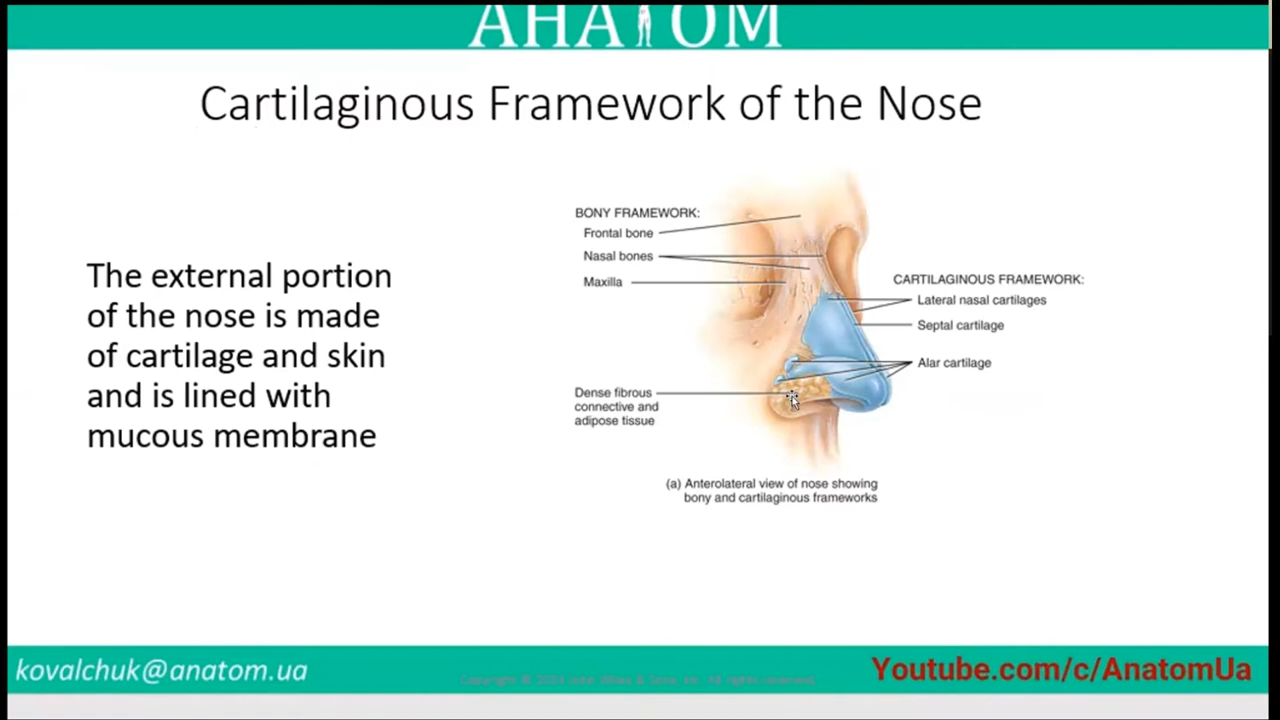 АНАТОМ
Cartilaginous Framework of the Nose
The external portion
of the nose is made
of cartilage and skin
and is lined with
mucous membrane
BONY FRAMEWORK:
Frontal bone
Nasal bones
Maxilla
Dense fibrous
connective and
adipose tissue
CARTILAGINOUS FRAMEWORK:
Lateral nasal cartilages
Septal cartilage
Alar cartilage
(a) Anterolateral view of nose showing
bony and cartilaginous frameworks
kovalchuk@anatom.ua
Youtube.com/c/AnatomUa